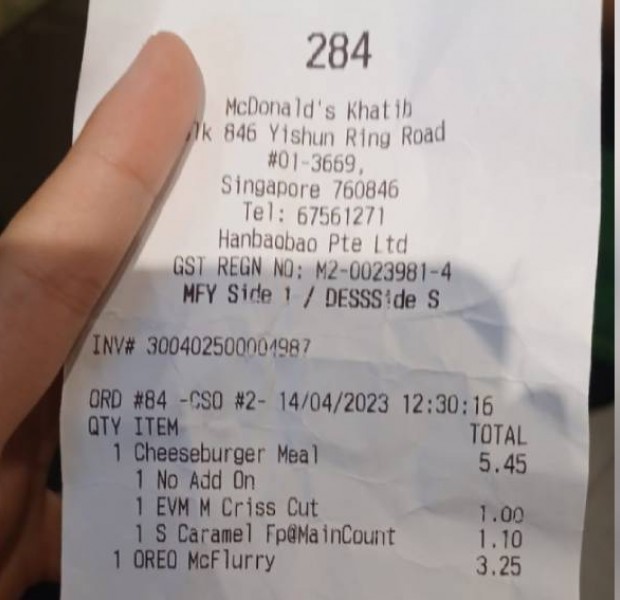 284
McDonald's Khatib
846 Yishun Ring Road
#01-3669,
Singapore 760846
Tel: 67561271
Hanbaobao Pte Ltd
GST REGN NO: M2-0023981-4
MFY Side 1 / DESSSide S
INV# 300402500004987
ORD #84 -CSO #2- 14/04/2023 12:30:16
QTY ITEM TOTAL
1 Cheeseburger Meal 5.45
1 No Add On
1 EVM M Criss Cut 1.00
1 S Caramel Fp@MainCount 1.10
1 OREO McFlurry 3.25